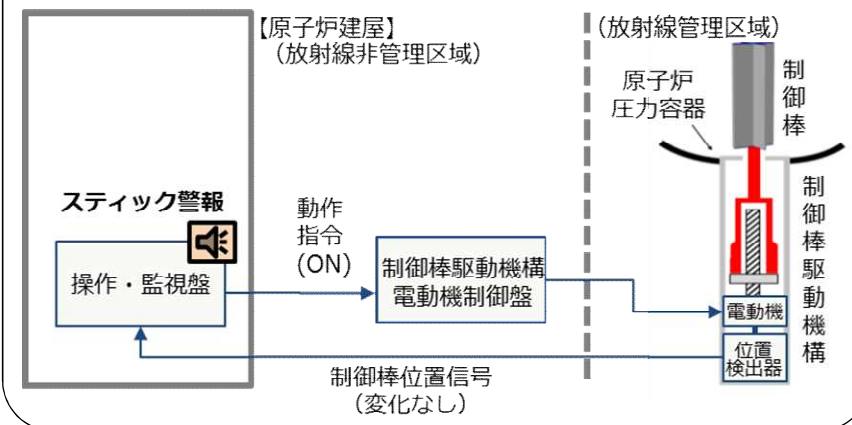 【原子炉建屋】
（放射線非管理区域）
（放射線管理区域）
原子炉
圧力容器
制御棒
スティック警報
操作・監視盤
動作
指令
(ON)
制御棒駆動機構
電動機制御盤
制御棒駆動機構
電動機
位置
検出器
制御棒位置信号
（変化なし）